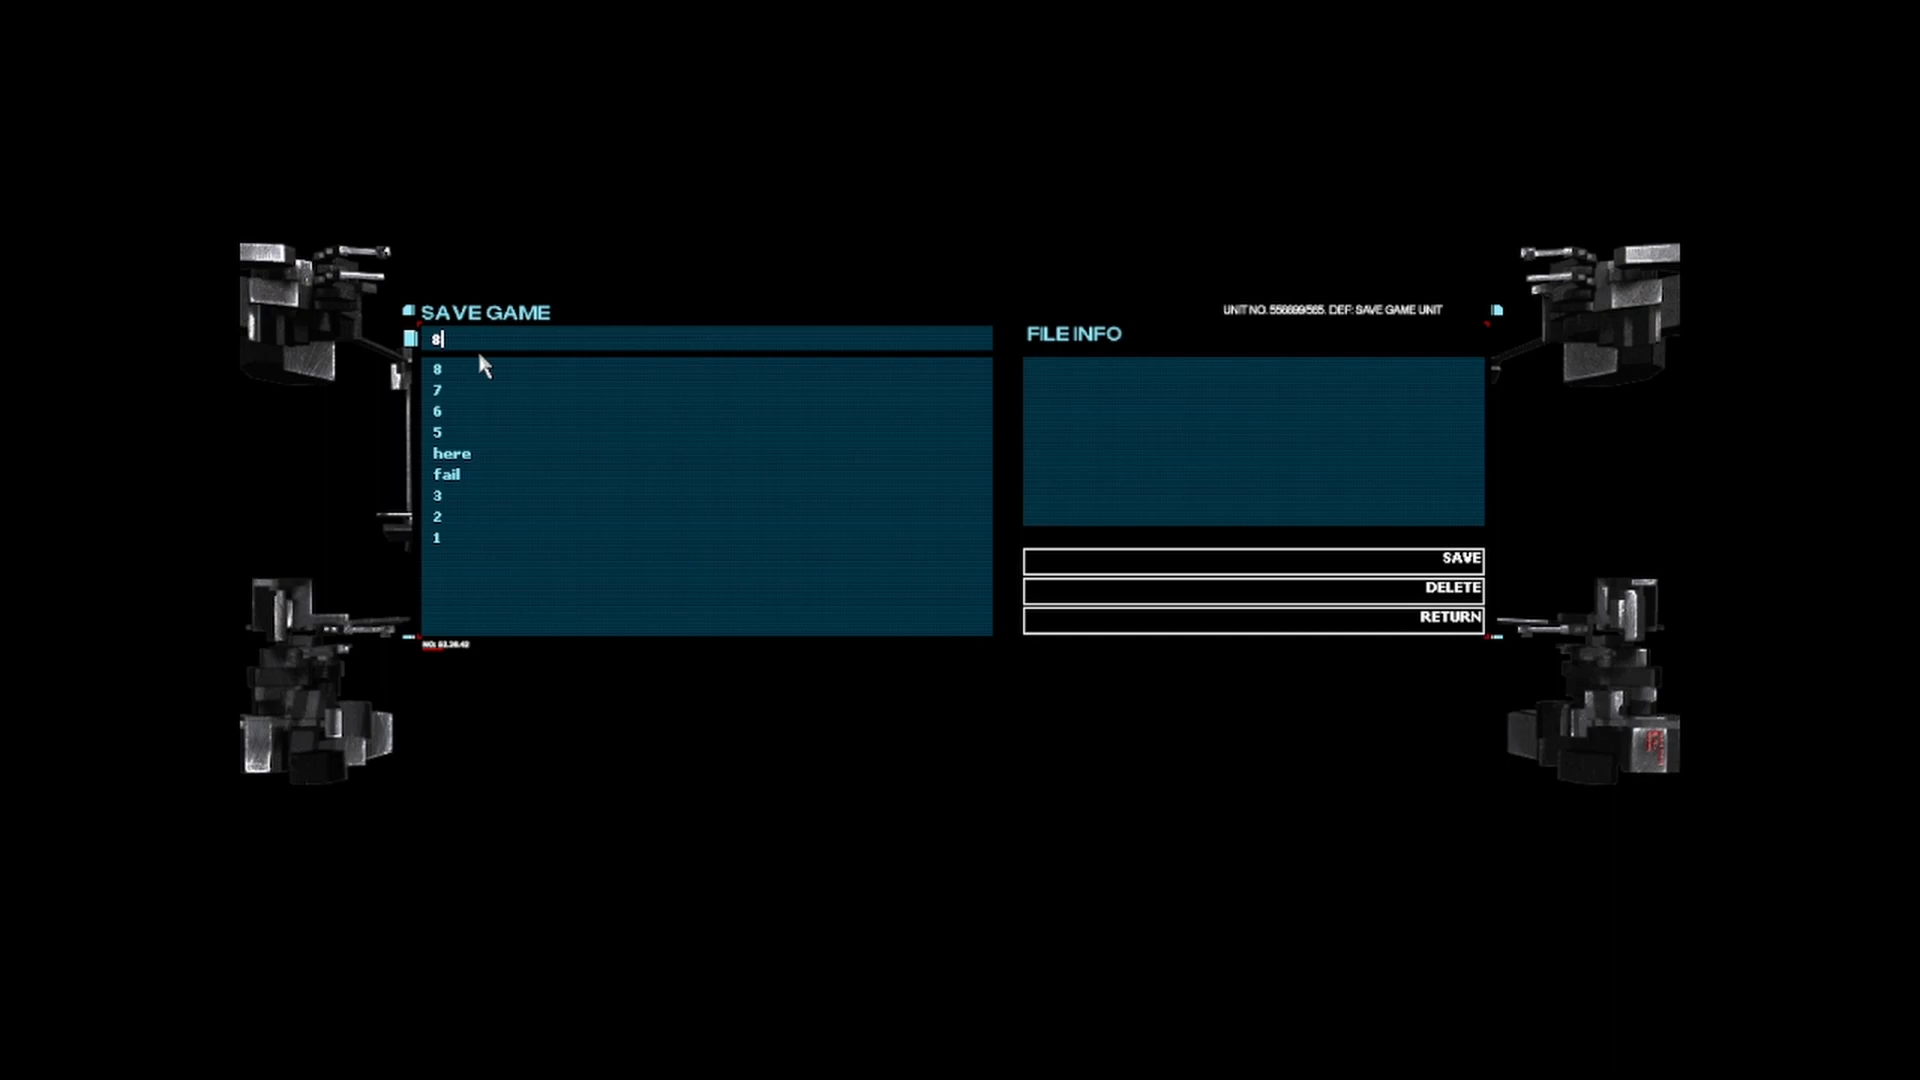 SAVE GAME
UNIT NO. 556699/565. DEF: SAVE GAME UNIT
8
FILE INFO
8
7
6
5
here
fail
3
2
1
SAVE
DELETE
RETURN